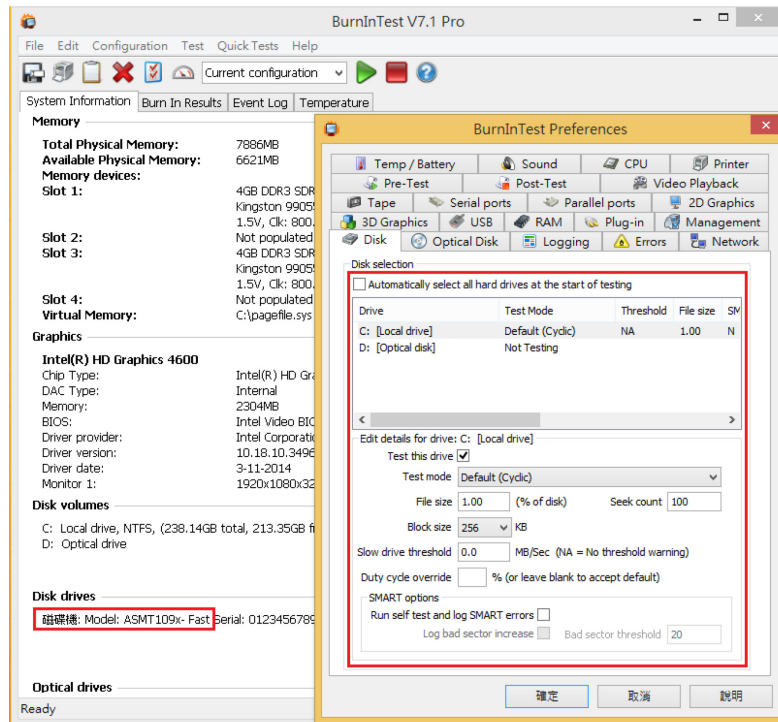 BurnInTest V7.1 Pro
File Edit Configuration Test Quick Tests Help
Current configuration
System Information Burn In Results Event Log Temperature
Memory
Total Physical Memory: 7886MB
Available Physical Memory: 6621MB
Memory devices:
Slot 1: 4GB DDR3 SDR
Kingston 9905
1.5V, Clk: 800.
Slot 2: Not populated
Slot 3: 4GB DDR3 SDR
Kingston 9905
1.5V, Clk: 800.
Slot 4: Not populated
Virtual Memory: C:\pagefile.sys
Graphics
Intel(R) HD Graphics 4600
Chip Type: Intel(R) HD Gra
DAC Type: Internal
Memory: 2304MB
BIOS: Intel Video BIO
Driver provider: Intel Corporati
Driver version: 10.18.10.3496
Driver date: 3-11-2014
Monitor 1: 1920x1080x32
Disk volumes
C: Local drive, NTFS, (238.14GB total, 213.35GB f
D: Optical drive
Disk drives
磁碟機: Model: ASMT109x- Fast Serial: 0123456789
Optical drives
Ready
BurnInTest Preferences
Temp / Battery Sound CPU Printer
Pre-Test Post-Test Video Playback
Tape Serial ports Parallel ports 2D Graphics
3D Graphics USB RAM Plug-in Management
Disk Optical Disk Logging Errors Network
Disk selection
Automatically select all hard drives at the start of testing
Drive Test Mode Threshold File size SM
C: [Local drive] Default (Cyclic) NA 1.00 N
D: [Optical disk] Not Testing
Edit details for drive: C: [Local drive]
Test this drive
Test mode Default (Cyclic)
File size 1.00 (% of disk) Seek count 100
Block size 256 KB
Slow drive threshold 0.0 MB/Sec (NA = No threshold warning)
Duty cycle override % (or leave blank to accept default)
SMART options
Run self test and log SMART errors
Log bad sector increase Bad sector threshold 20
確定 取消 說明